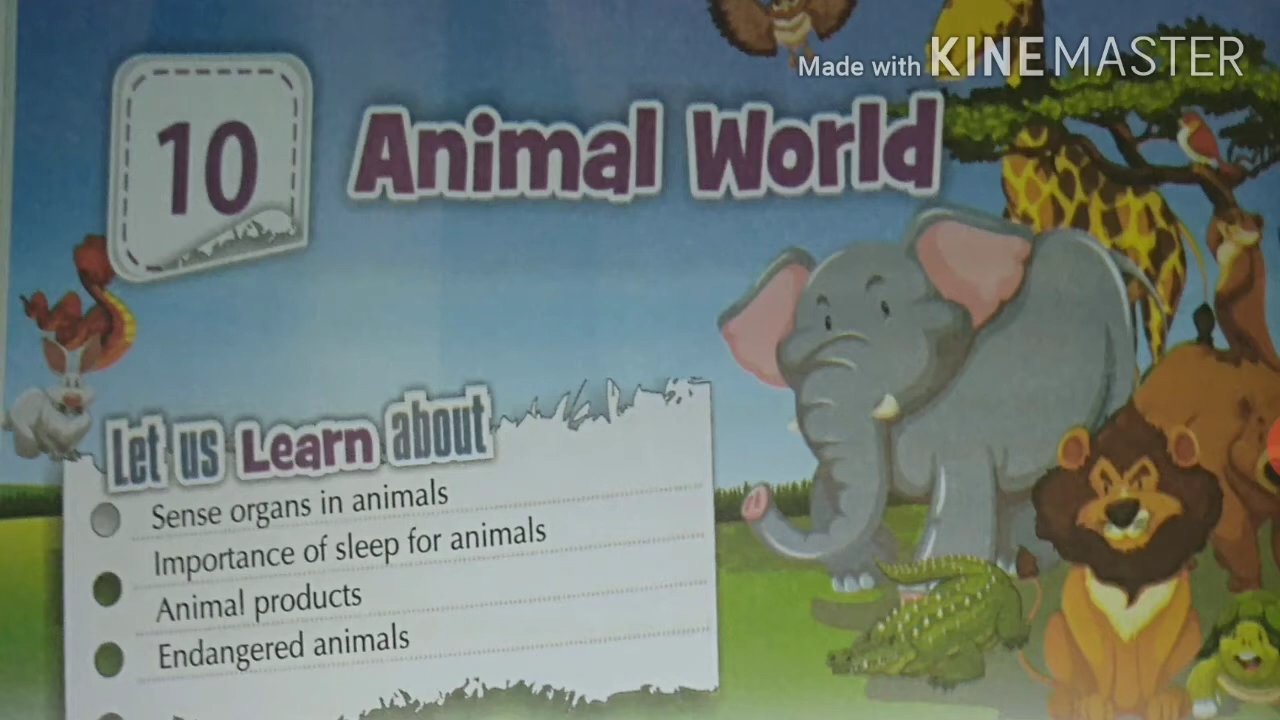 Made with KINEMASTER
10 Animal World
Let us Learn about
Sense organs in animals
Importance of sleep for animals
Animal products
Endangered animals